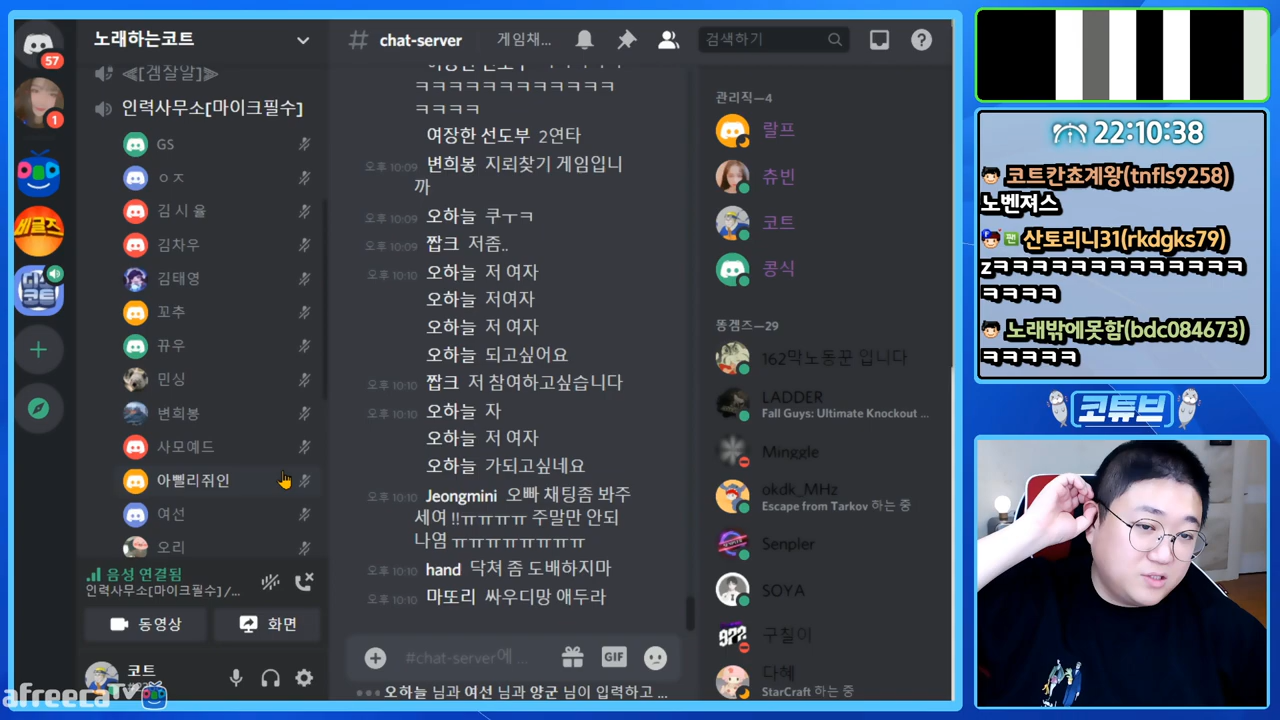 57
1
노래하는코트
⋘[겜잘알]⋙
인력사무소[마이크필수]
GS
ㅇㅈ
김시율
김차우
김태영
꼬추
뀨우
민싱
변희봉
사모예드
아삘리쥐인
여선
오리
음성 연결됨
인력사무소[마이크필수]/...
동영상
화면
코트
afreecaTV
# chat-server
게임채...
검색하기
ㅋㅋㅋㅋㅋㅋㅋㅋㅋㅋㅋㅋㅋ
ㅋㅋㅋㅋ
여장한 선도부 2연타
오후 10:09 변희봉 지뢰찾기 게임입니
까
오후 10:09 오하늘 쿠ㅜㅋ
오후 10:09 짭크 저좀..
오후 10:10 오하늘 저 여자
오하늘 저여자
오하늘 저 여자
오하늘 되고싶어요
오후 10:10 짭크 저 참여하고싶습니다
오후 10:10 오하늘 자
오하늘 저 여자
오하늘 가되고싶네요
오후 10:10 Jeongmini 오빠 채팅좀 봐주
세여 !!ㅠㅠㅠㅠ 주말만 안되
나염 ㅠㅠㅠㅠㅠㅠㅠㅠ
오후 10:10 hand 닥쳐 좀 도배하지마
오후 10:10 마또리 싸우디망 애두라
#chat-server에 ...
GIF
오하늘 님과 여선 님과 양군 님이 입력하고 ...
관리직—4
랄프
츄빈
코트
콩식
똥겜즈—29
162막노동꾼 입니다
LADDER
Fall Guys: Ultimate Knockout ...
Minggle
okdk_MHz
Escape from Tarkov 하는 중
Senpler
SOYA
구칠이
다혜
StarCraft 하는 중
22:10:38
코트칸쵸계왕(tnfls9258)
노벤져스
팬 산토리니31(rkdgks79)
zㅋㅋㅋㅋㅋㅋㅋㅋㅋㅋㅋㅋㅋ
ㅋㅋㅋㅋ
노래밖에못함(bdc084673)
ㅋㅋㅋㅋㅋ
코튜브